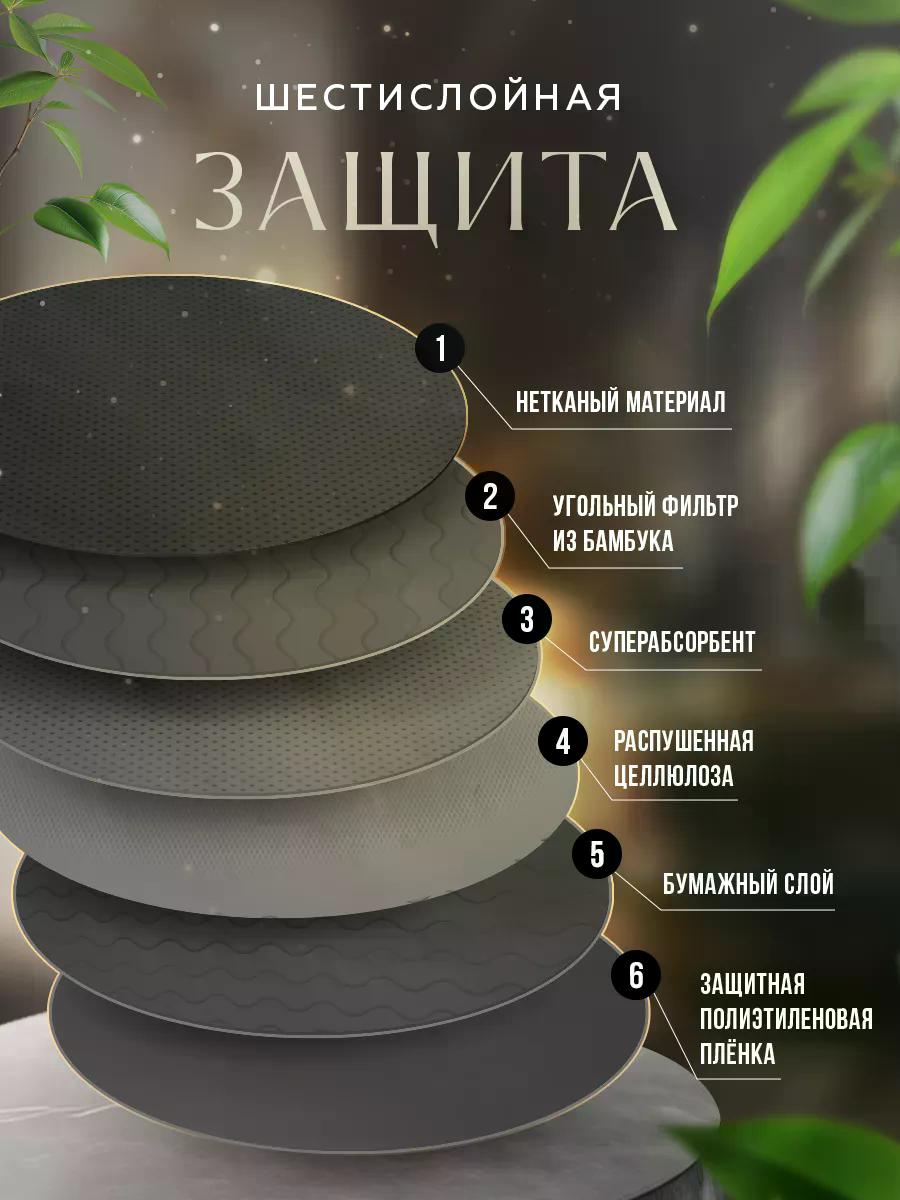 ШЕСТИСЛОЙНАЯ
ЗАЩИТА
1
НЕТКАНЫЙ МАТЕРИАЛ
2
УГОЛЬНЫЙ ФИЛЬТР
ИЗ БАМБУКА
3
СУПЕРАБСОРБЕНТ
4
РАСПУШЕННАЯ
ЦЕЛЛЮЛОЗА
5
БУМАЖНЫЙ СЛОЙ
6
ЗАЩИТНАЯ
ПОЛИЭТИЛЕНОВАЯ
ПЛЁНКА